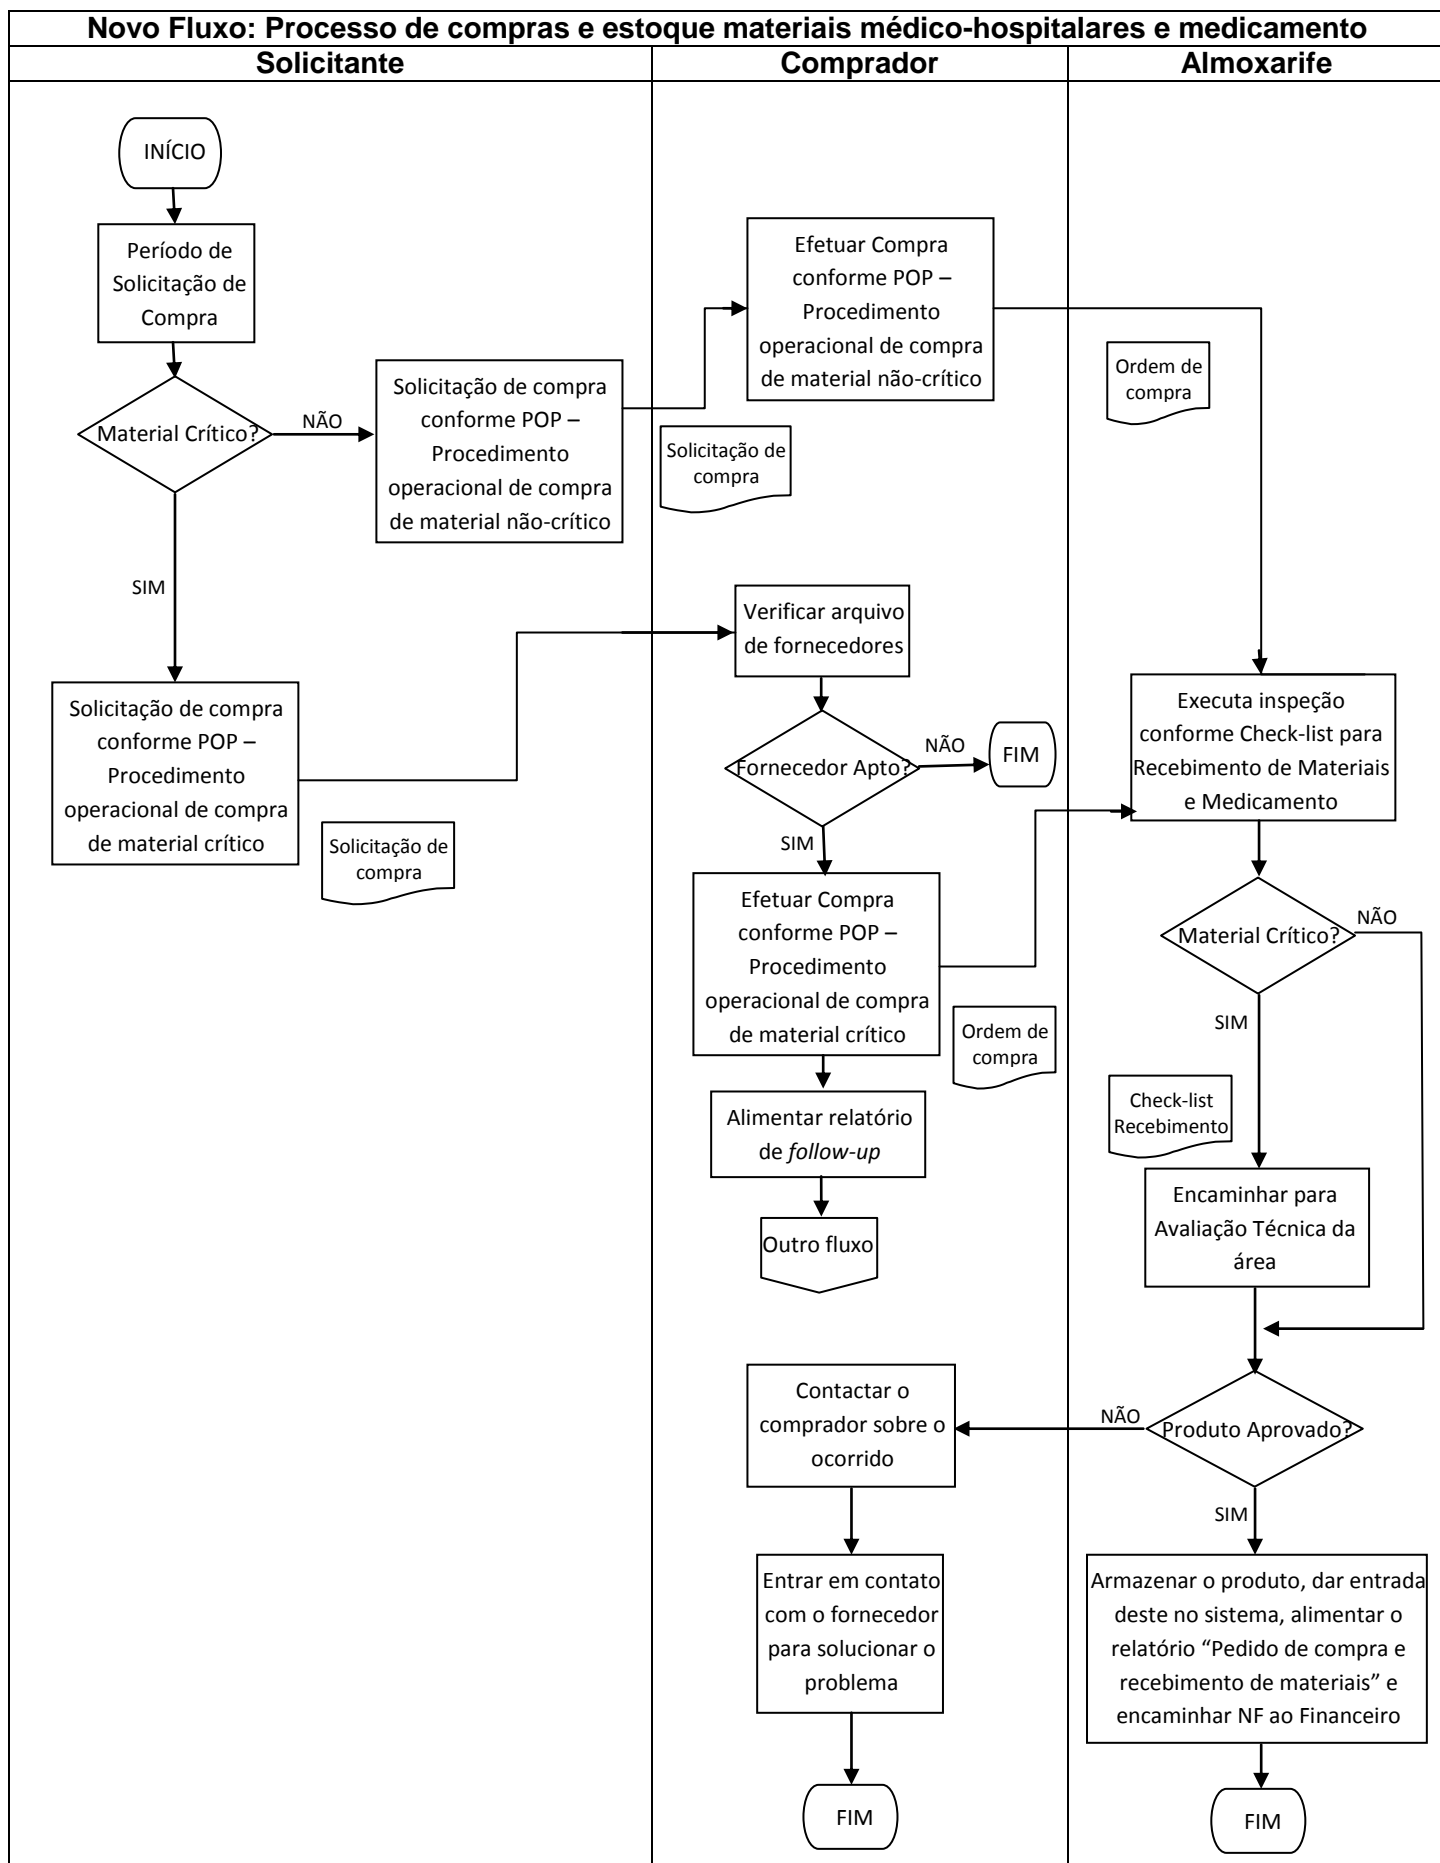 Novo Fluxo: Processo de compras e estoque materiais médico-hospitalares e medicamento
Solicitante
Comprador
Almoxarife
INÍCIO
Período de
Solicitação de
Compra
Material Crítico?
NÃO
Solicitação de compra
conforme POP –
Procedimento
operacional de compra
de material não-crítico
Solicitação de
compra
Efetuar Compra
conforme POP –
Procedimento
operacional de compra
de material não-crítico
Ordem de
compra
SIM
Solicitação de compra
conforme POP –
Procedimento
operacional de compra
de material crítico
Solicitação de
compra
Verificar arquivo
de fornecedores
Fornecedor Apto?
NÃO
FIM
SIM
Efetuar Compra
conforme POP –
Procedimento
operacional de compra
de material crítico
Ordem de
compra
Alimentar relatório
de follow-up
Outro fluxo
Executa inspeção
conforme Check-list para
Recebimento de Materiais
e Medicamento
Material Crítico?
NÃO
SIM
Check-list
Recebimento
Encaminhar para
Avaliação Técnica da
área
Produto Aprovado?
NÃO
Contactar o
comprador sobre o
ocorrido
Entrar em contato
com o fornecedor
para solucionar o
problema
FIM
SIM
Armazenar o produto, dar entrada
deste no sistema, alimentar o
relatório “Pedido de compra e
recebimento de materiais” e
encaminhar NF ao Financeiro
FIM